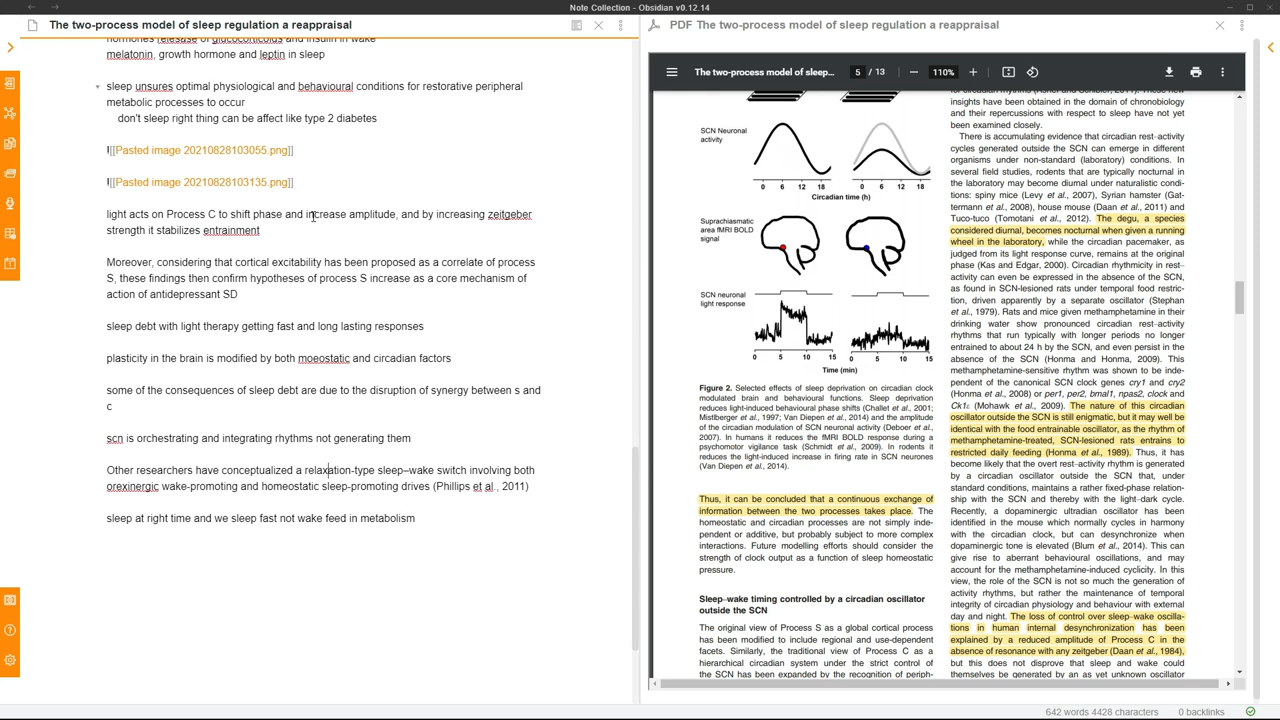 Note Collection - Obsidian v0.12.14
The two-process model of sleep regulation a reappraisal
hormones release of glucocorticoids and insulin in wake
melatonin, growth hormone and leptin in sleep
sleep unsures optimal physiological and behavioural conditions for restorative peripheral
metabolic processes to occur
don't sleep right thing can be affect like type 2 diabetes
![[Pasted image 20210828103055.png]]
![[Pasted image 20210828103135.png]]
light acts on Process C to shift phase and increase amplitude, and by increasing zeitgeber
strength it stabilizes entrainment
Moreover, considering that cortical excitability has been proposed as a correlate of process
S, these findings then confirm hypotheses of process S increase as a core mechanism of
action of antidepressant SD
sleep debt with light therapy getting fast and long lasting responses
plasticity in the brain is modified by both moeostatic and circadian factors
some of the consequences of sleep debt are due to the disruption of synergy between s and
c
scn is orchestrating and integrating rhythms not generating them
Other researchers have conceptualized a relaxation-type sleep–wake switch involving both
orexinergic wake-promoting and homeostatic sleep-promoting drives (Phillips et al., 2011)
sleep at right time and we sleep fast not wake feed in metabolism
PDF The two-process model of sleep regulation a reappraisal
The two-process model of sleep... 5 / 13 110%
SCN Neuronal
activity
0 6 12 18 0 6 12 18
Circadian time (h)
Suprachiasmatic
area fMRI BOLD
signal
SCN neuronal
light response
0 5 10 15 0 5 10 15
Time (min)
Figure 2. Selected effects of sleep deprivation on circadian clock
modulated brain and behavioural functions. Sleep deprivation
reduces light-induced behavioural phase shifts (Challet et al., 2001;
Mistlberger et al., 1997; Van Diepen et al., 2014) and the amplitude
of the circadian modulation of SCN neuronal activity (Deboer et al.,
2007). In humans it reduces the fMRI BOLD response during a
psychomotor vigilance task (Schmidt et al., 2009). In rodents it
reduces the light-induced increase in firing rate in SCN neurones
(Van Diepen et al., 2014).
Thus, it can be concluded that a continuous exchange of
information between the two processes takes place. The
homeostatic and circadian processes are not simply inde-
pendent or additive, but probably subject to more complex
interactions. Future modelling efforts should consider the
strength of clock output as a function of sleep homeostatic
pressure.
Sleep–wake timing controlled by a circadian oscillator
outside the SCN
The original view of Process S as a global cortical process
has been modified to include regional and use-dependent
facets. Similarly, the traditional view of Process C as a
hierarchical circadian system under the strict control of
the SCN has been expanded by the recognition of periph-
insights have been obtained in the domain of chronobiology
and their repercussions with respect to sleep have not yet
been examined closely.
There is accumulating evidence that circadian rest–activity
cycles generated outside the SCN can emerge in different
organisms under non-standard (laboratory) conditions. In
several field studies, rodents that are typically nocturnal in
the laboratory may become diurnal under naturalistic condi-
tions: spiny mice (Levy et al., 2007), Syrian hamster (Gat-
termann et al., 2008), house mouse (Daan et al., 2011) and
Tuco-tuco (Tomotani et al., 2012). The degu, a species
considered diurnal, becomes nocturnal when given a running
wheel in the laboratory, while the circadian pacemaker, as
judged from its light response curve, remains at the original
phase (Kas and Edgar, 2000). Circadian rhythmicity in rest–
activity can even be expressed in the absence of the SCN,
as found in SCN-lesioned rats under temporal food restric-
tion, driven apparently by a separate oscillator (Stephan
et al., 1979). Rats and mice given methamphetamine in their
drinking water show pronounced circadian rest–activity
rhythms that run typically with longer periods no longer
entrained to about 24 h by the SCN, and even persist in the
absence of the SCN (Honma and Honma, 2009). This
methamphetamine-sensitive rhythm was shown to be inde-
pendent of the canonical SCN clock genes cry1 and cry2
(Honma et al., 2008) or per1, per2, bmal1, npas2, clock and
Ck1ε (Mohawk et al., 2009). The nature of this circadian
oscillator outside the SCN is still enigmatic, but it may well be
identical with the food entrainable oscillator, as the rhythm of
methamphetamine-treated, SCN-lesioned rats entrains to
restricted daily feeding (Honma et al., 1989). Thus, it has
become likely that the overt rest–activity rhythm is generated
by a circadian oscillator outside the SCN that, under
standard conditions, maintains a rather fixed-phase relation-
ship with the SCN and thereby with the light–dark cycle.
Recently, a dopaminergic ultradian oscillator has been
identified in the mouse which normally cycles in harmony
with the circadian clock, but can desynchronize when
dopaminergic tone is elevated (Blum et al., 2014). This can
give rise to aberrant behavioural oscillations, and may
account for the methamphetamine-induced cyclicity. In this
view, the role of the SCN is not so much the generation of
activity rhythms, but rather the maintenance of temporal
integrity of circadian physiology and behaviour with external
day and night. The loss of control over sleep–wake oscilla-
tions in human internal desynchronization has been
explained by a reduced amplitude of Process C in the
absence of resonance with any zeitgeber (Daan et al., 1984),
but this does not disprove that sleep and wake could
themselves be generated by an as yet unknown oscillator
642 words 4428 characters 0 backlinks